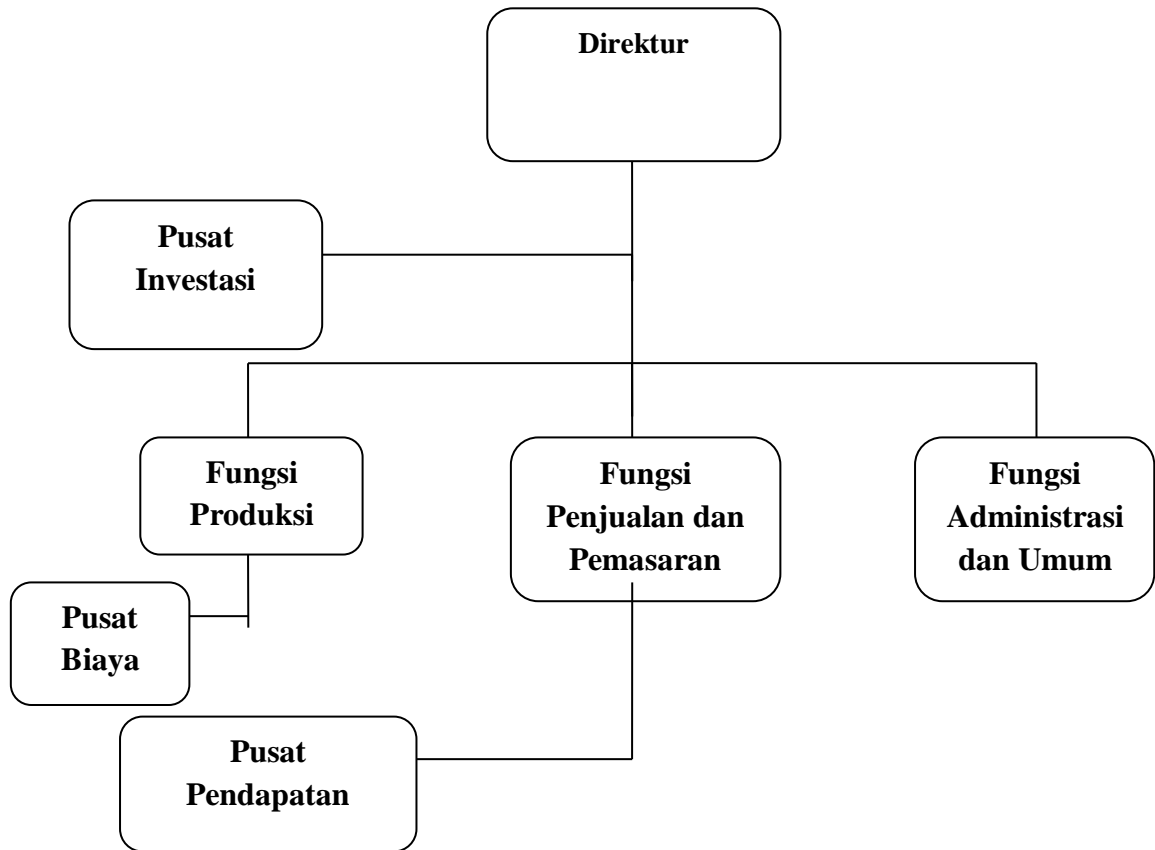 Direktur
Pusat
Investasi
Fungsi
Produksi
Fungsi
Penjualan dan
Pemasaran
Fungsi
Administrasi
dan Umum
Pusat
Biaya
Pusat
Pendapatan